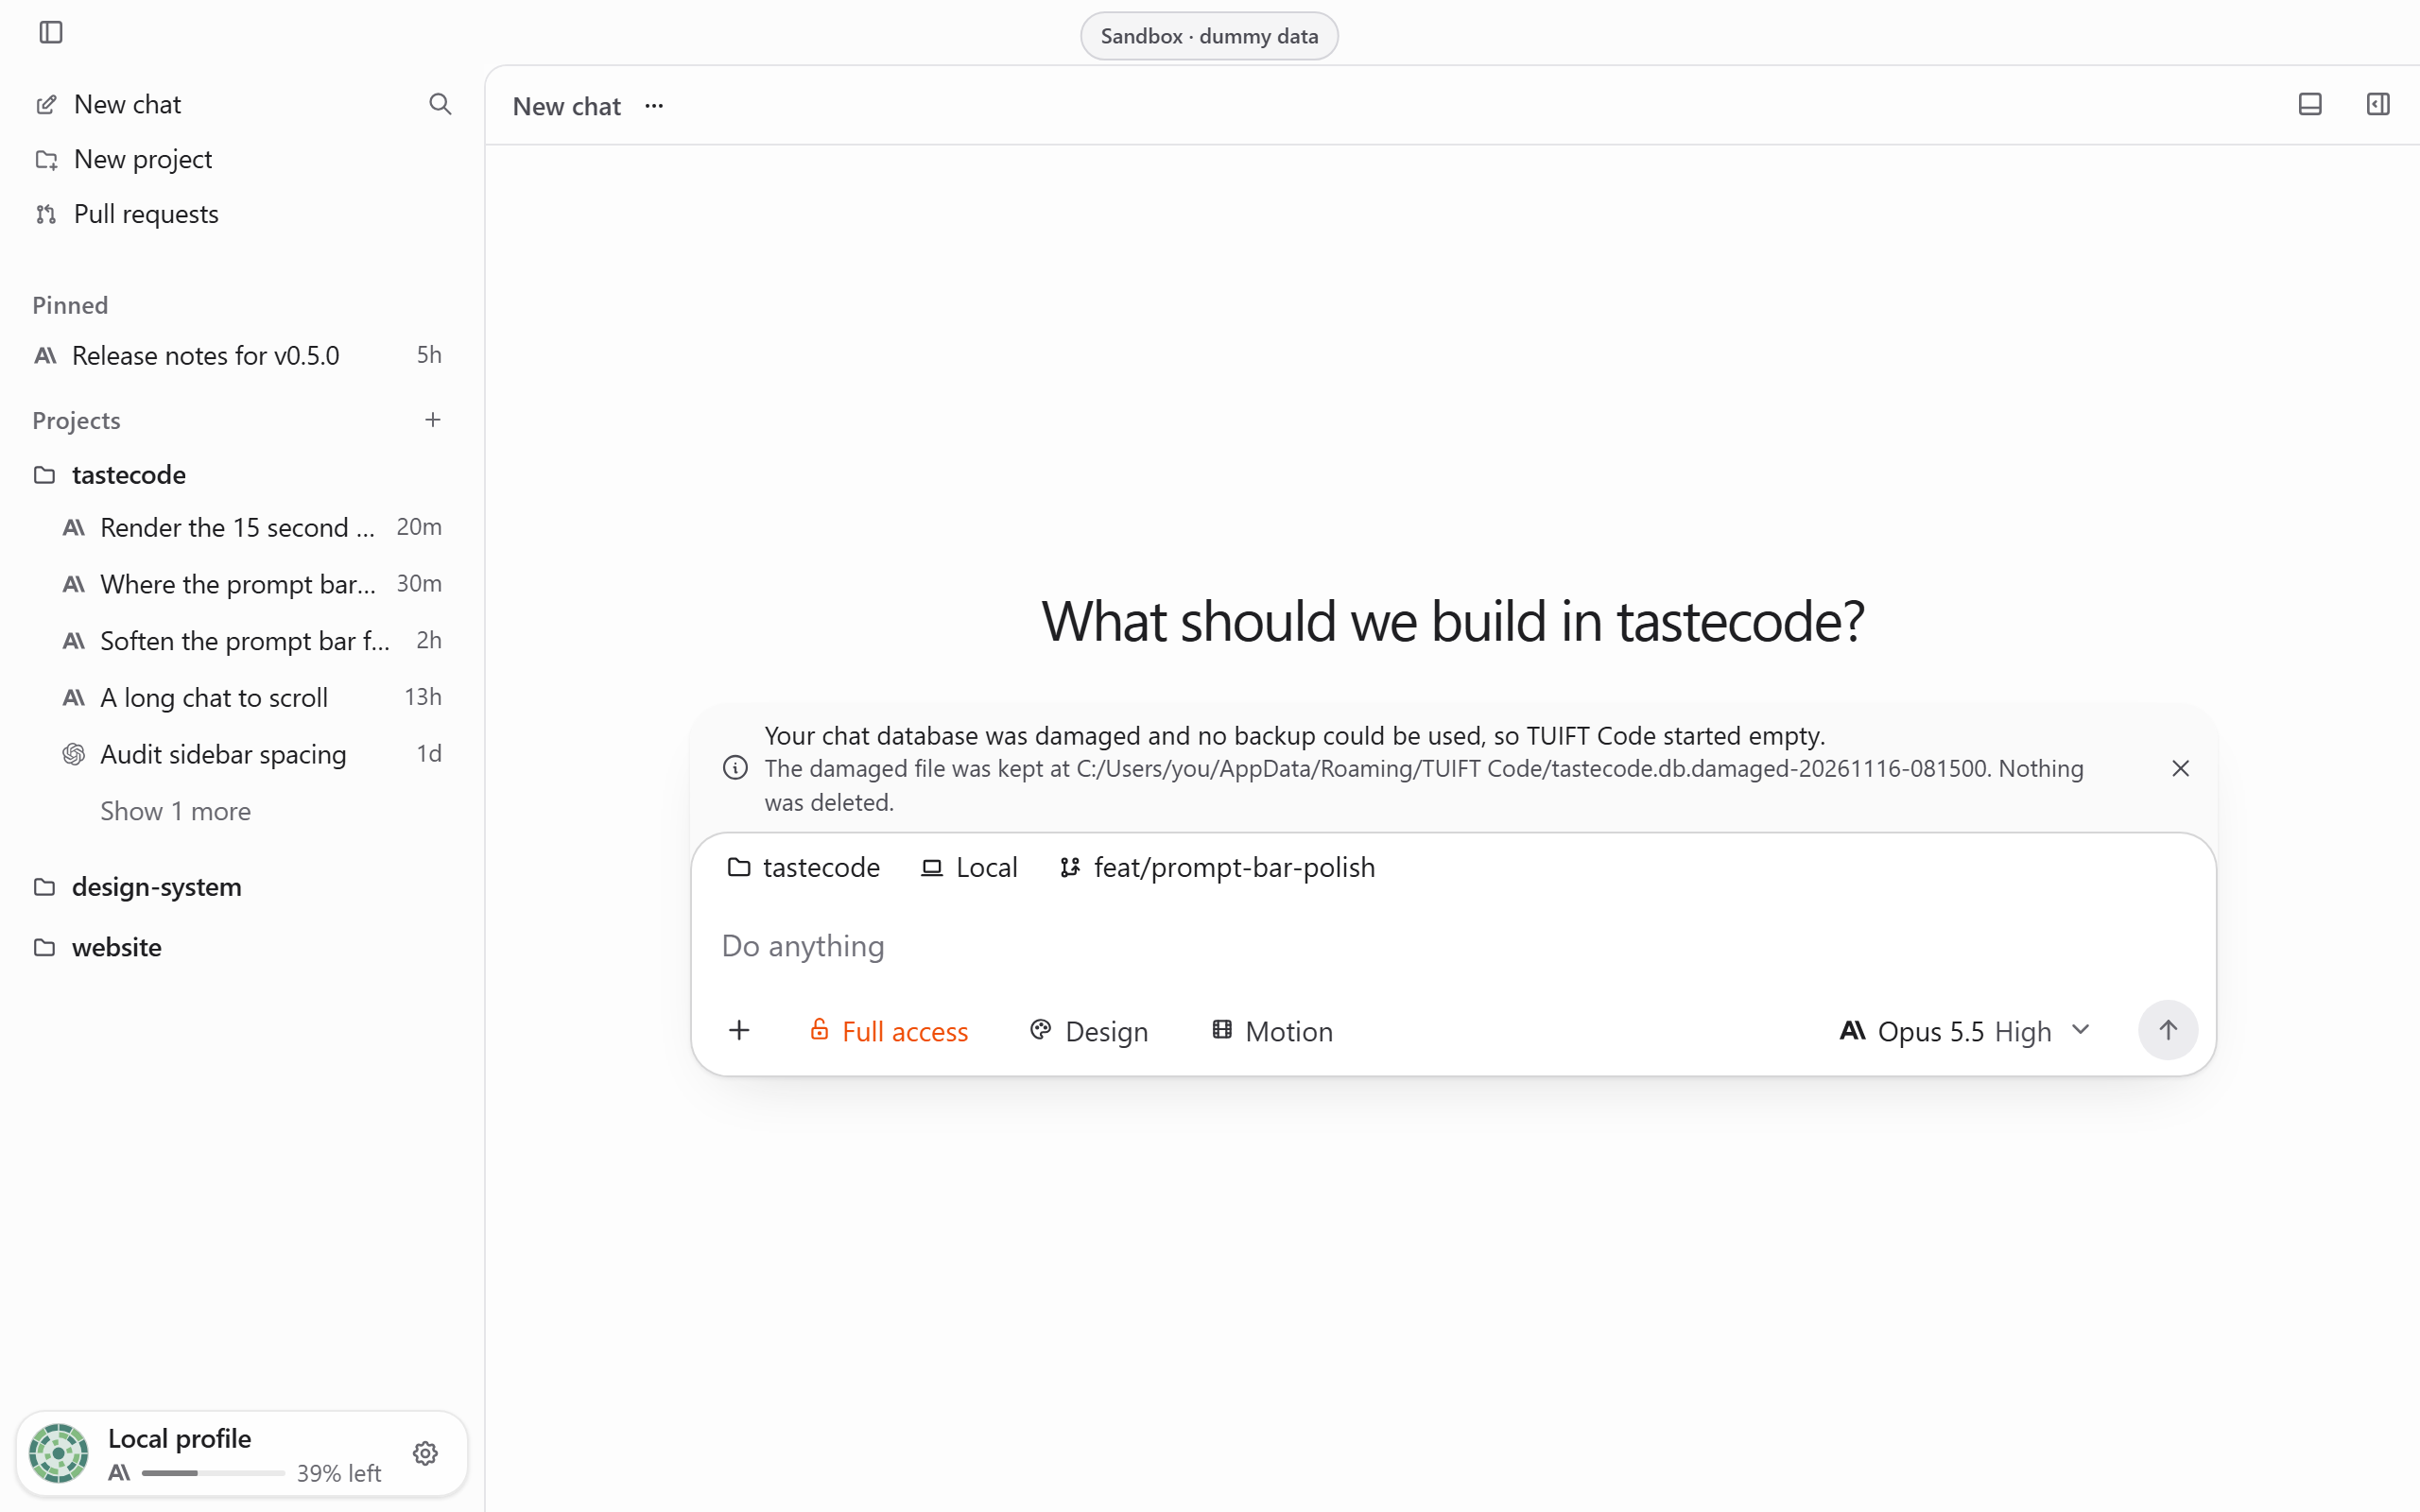 Sandbox · dummy data
New chat
New project
Pull requests
Pinned
Release notes for v0.5.0 5h
Projects
tastecode
Render the 15 second ... 20m
Where the prompt bar... 30m
Soften the prompt bar f... 2h
A long chat to scroll 13h
Audit sidebar spacing 1d
Show 1 more
design-system
website
Local profile
39% left
New chat
What should we build in tastecode?
Your chat database was damaged and no backup could be used, so TUIFT Code started empty.
The damaged file was kept at C:/Users/you/AppData/Roaming/TUIFT Code/tastecode.db.damaged-20261116-081500. Nothing
was deleted.
tastecode Local feat/prompt-bar-polish
Do anything
Full access Design Motion Opus 5.5 High